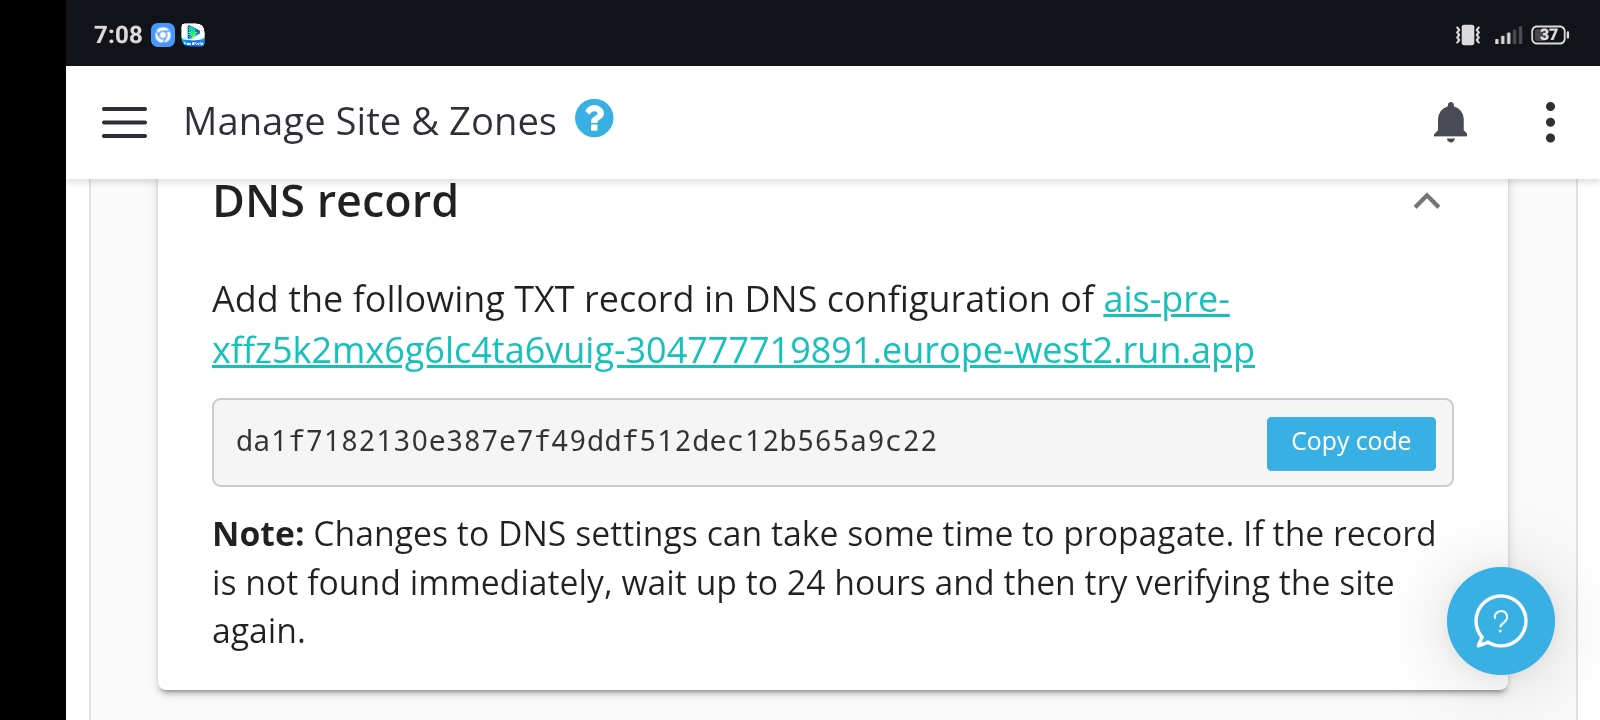 7:08
37
Manage Site & Zones ?
DNS record
Add the following TXT record in DNS configuration of ais-pre-
xffz5k2mx6g6lc4ta6vuig-304777719891.europe-west2.run.app
da1f7182130e387e7f49ddf512dec12b565a9c22
Copy code
Note: Changes to DNS settings can take some time to propagate. If the record
is not found immediately, wait up to 24 hours and then try verifying the site
again.
?